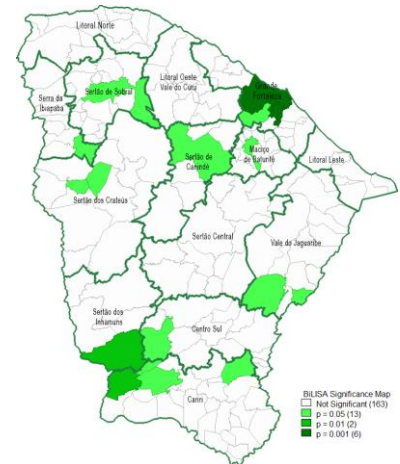 Litoral Norte
Serra da
Ibiapaba
Sertão de Sobral
Litoral Oeste
Vale do Curu
Grande
Fortaleza
Sertão de
Canindé
Maciço
de Baturité
Litoral Leste
Sertão dos Crateús
Sertão Central
Vale do Jaguaribe
Sertão dos
Inhamuns
Centro Sul
Cariri
BiLISA Significance Map
Not Significant (163)
p = 0.05 (13)
p = 0.01 (2)
p = 0.001 (6)